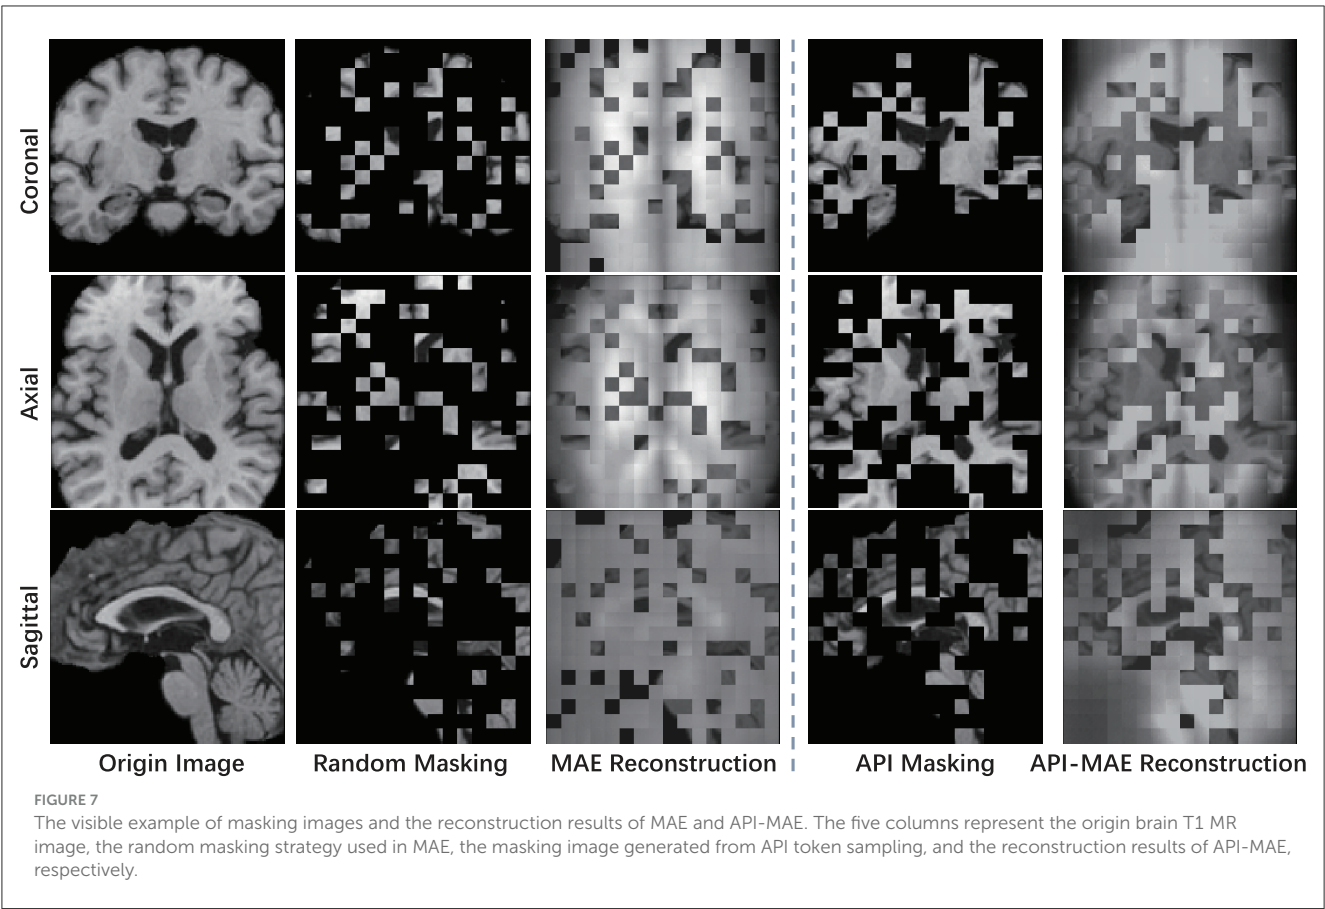 Coronal
Axial
Sagittal
Origin Image
Random Masking
MAE Reconstruction
API Masking
API-MAE Reconstruction
FIGURE 7
The visible example of masking images and the reconstruction results of MAE and API-MAE. The five columns represent the origin brain T1 MR
image, the random masking strategy used in MAE, the masking image generated from API token sampling, and the reconstruction results of API-MAE,
respectively.